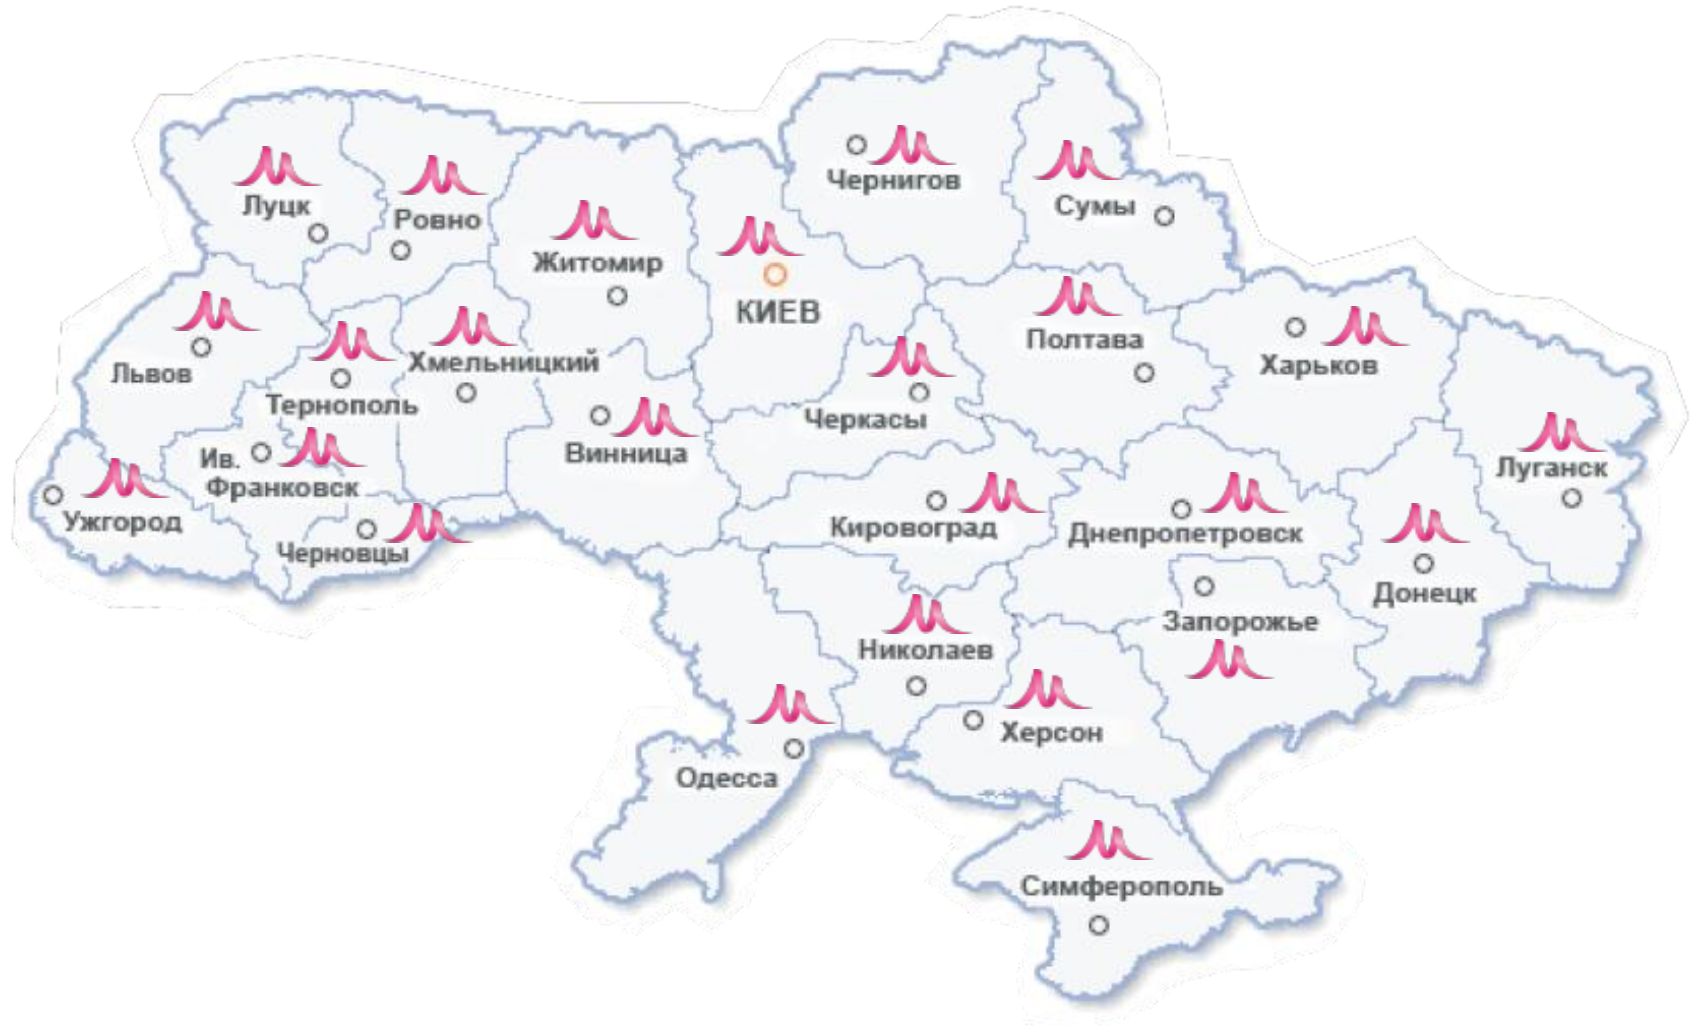 Чернигов
Сумы
Луцк
Ровно
Житомир
КИЕВ
Полтава
Харьков
Львов
Хмельницкий
Тернополь
Черкасы
Винница
Ив.
Франковск
Луганск
Ужгород
Кировоград
Днепропетровск
Черновцы
Донецк
Запорожье
Николаев
Херсон
Одесса
Симферополь